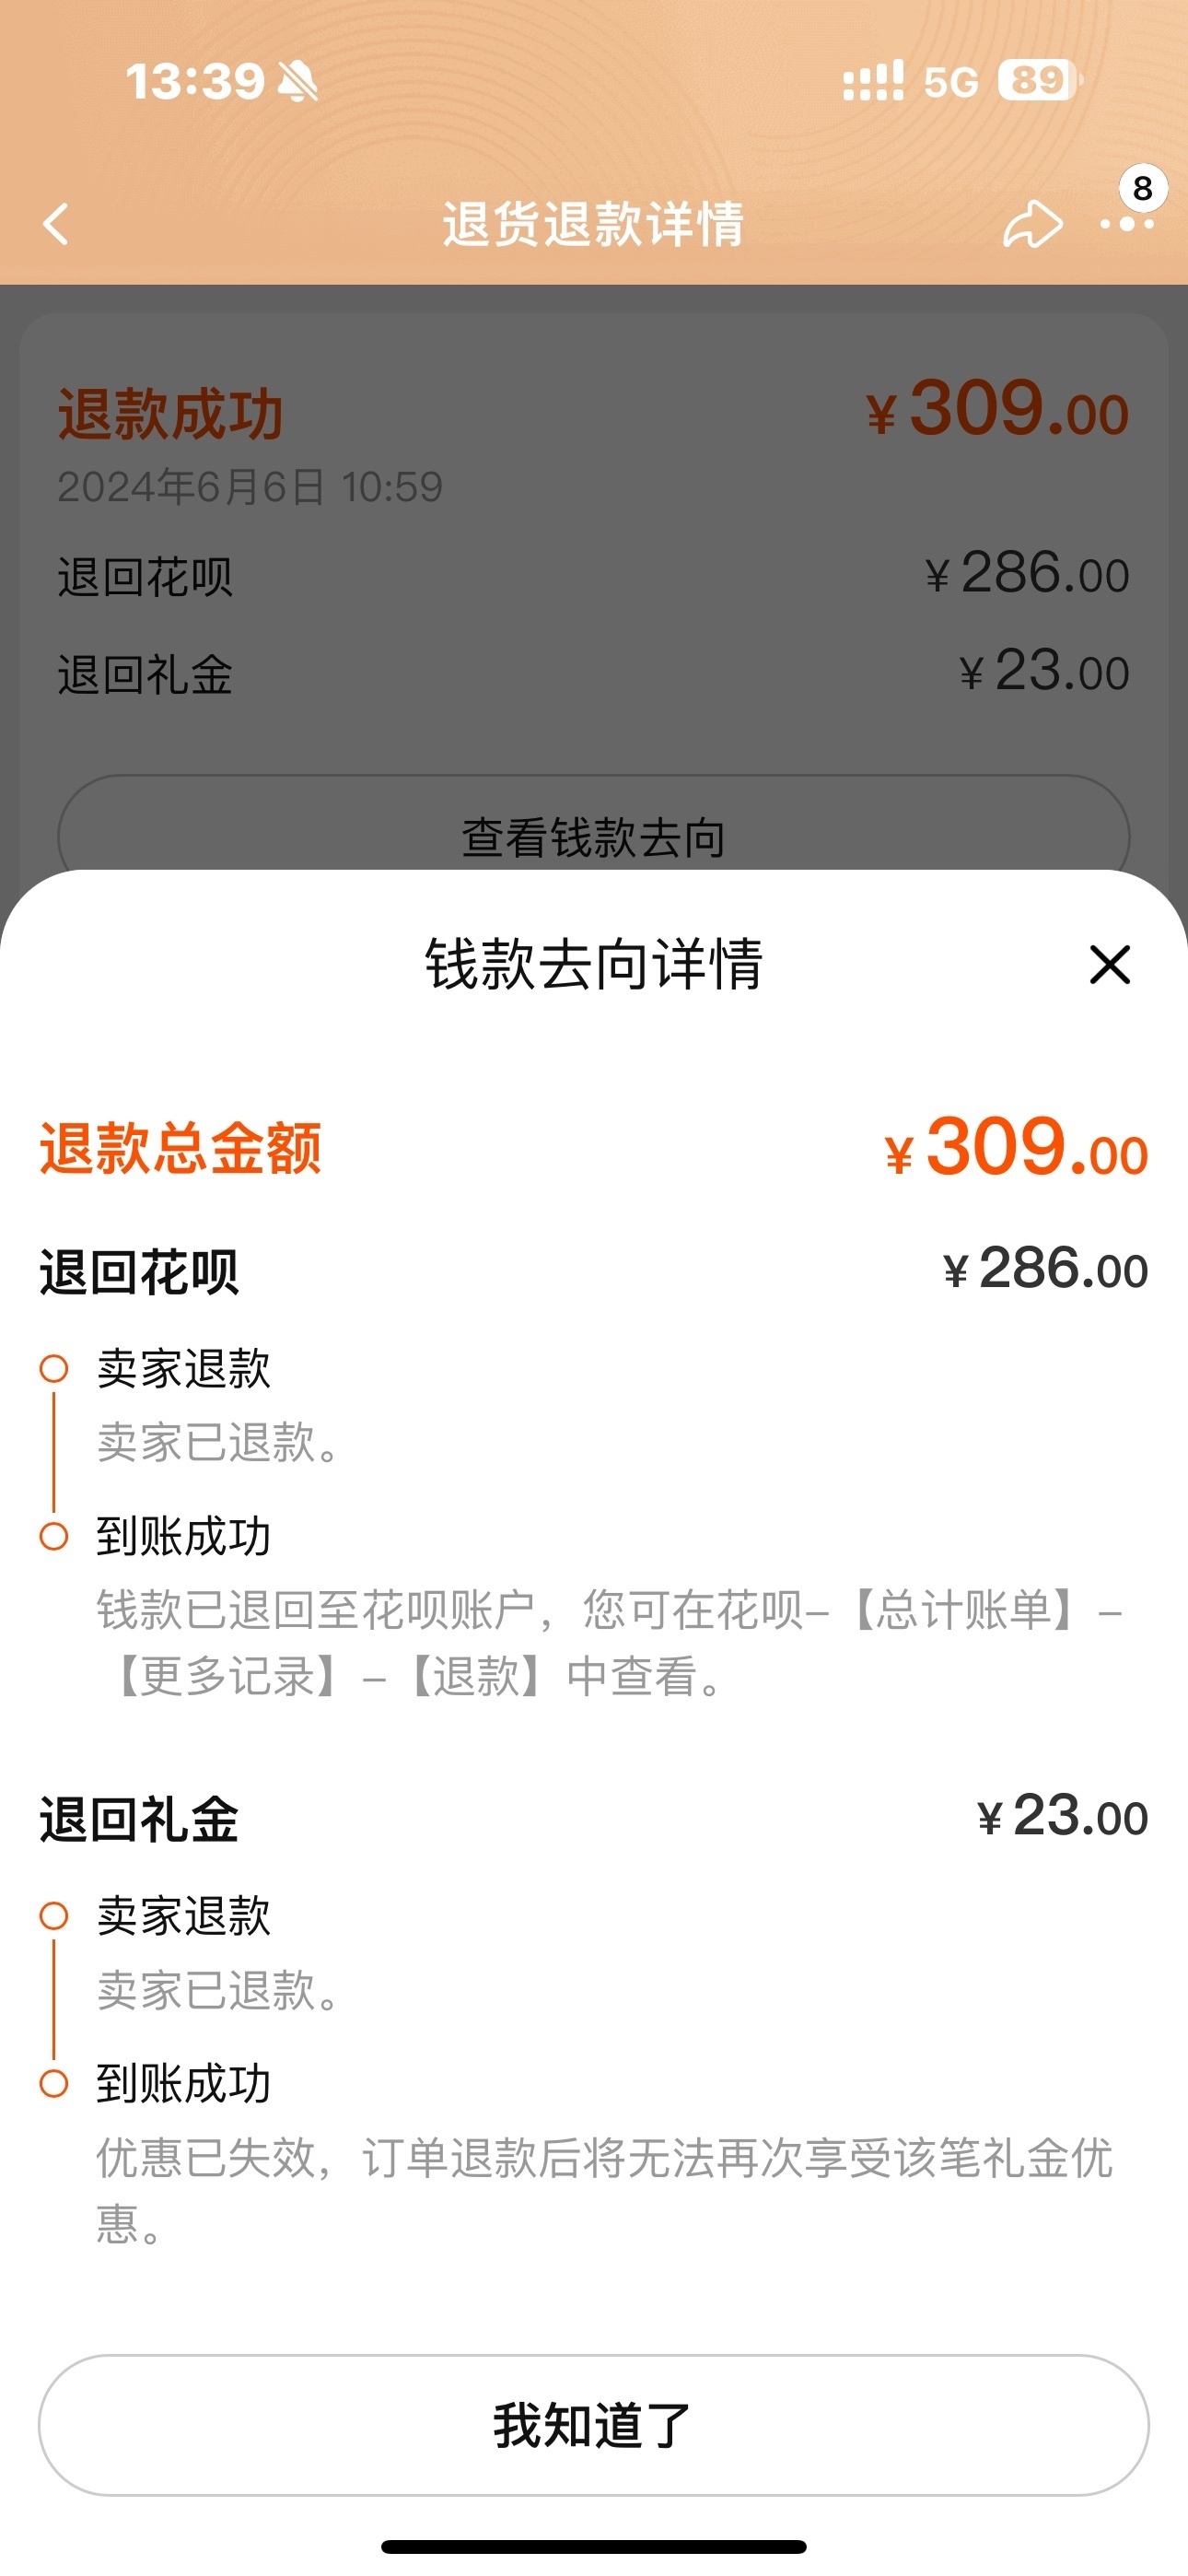 13:39 5G 89
退货退款详情 8
退款成功 ¥309.00
2024年6月6日 10:59
退回花呗 ¥286.00
退回礼金 ¥23.00
查看钱款去向
钱款去向详情
退款总金额 ¥309.00
退回花呗 ¥286.00
卖家退款
卖家已退款。
到账成功
钱款已退回至花呗账户，您可在花呗-【总计账单】-
【更多记录】-【退款】中查看。
退回礼金 ¥23.00
卖家退款
卖家已退款。
到账成功
优惠已失效，订单退款后将无法再次享受该笔礼金优
惠。
我知道了